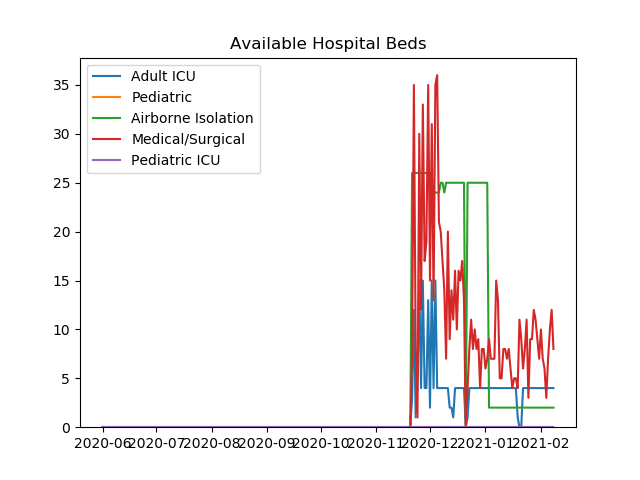 Available Hospital Beds
Adult ICU
Pediatric
Airborne Isolation
Medical/Surgical
Pediatric ICU
35
30
25
20
15
10
5
0
2020-06 2020-07 2020-08 2020-09 2020-10 2020-11 2020-12 2021-01 2021-02